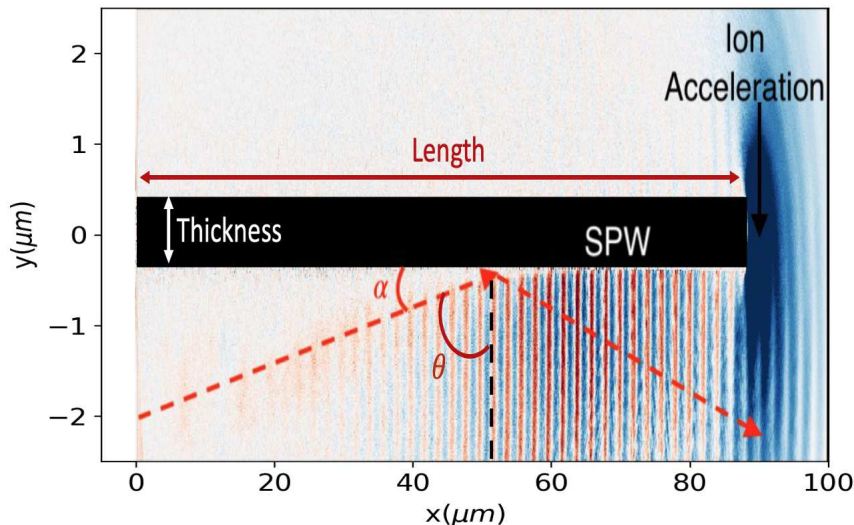 2
1
0
−1
−2
y(μm)
Ion
Acceleration
Length
Thickness
SPW
α
θ
0
20
40
60
80
100
x(μm)